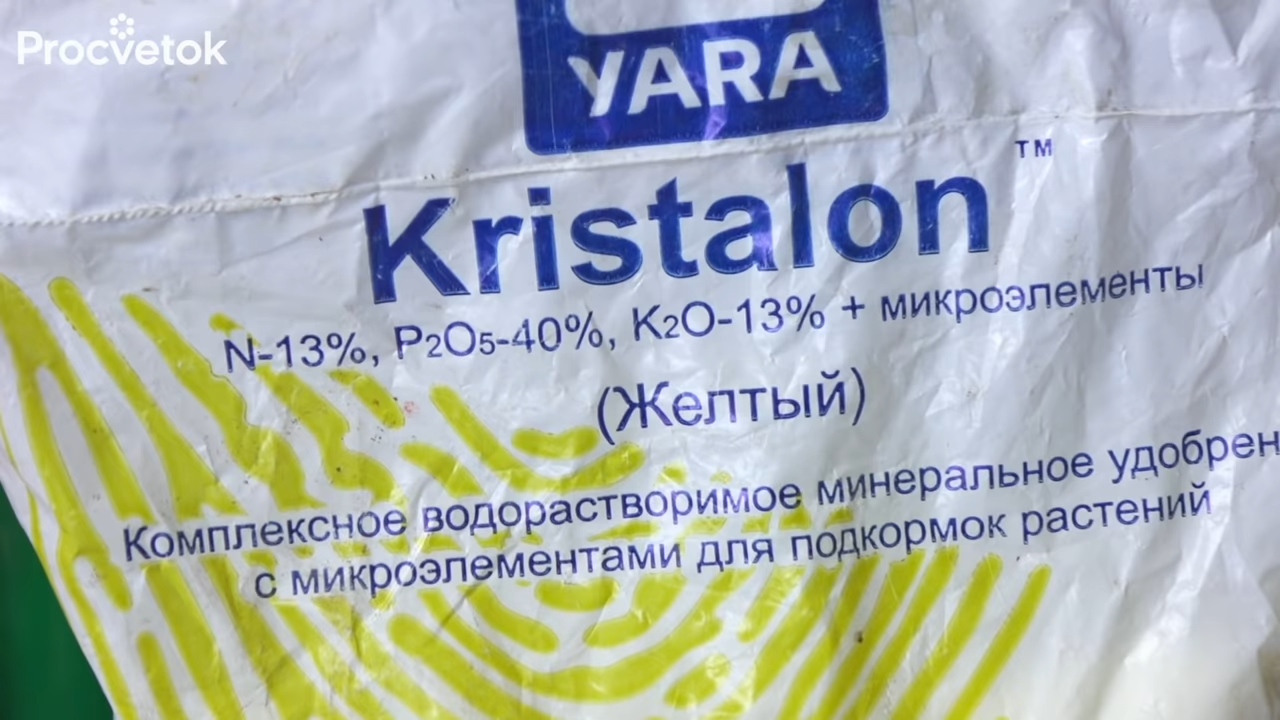 Procvetok
YARA
Kristalon™
N-13%, P2O5-40%, K2O-13% + микроэлементы
(Желтый)
Комплексное водорастворимое минеральное удобрен
с микроэлементами для подкормок растений